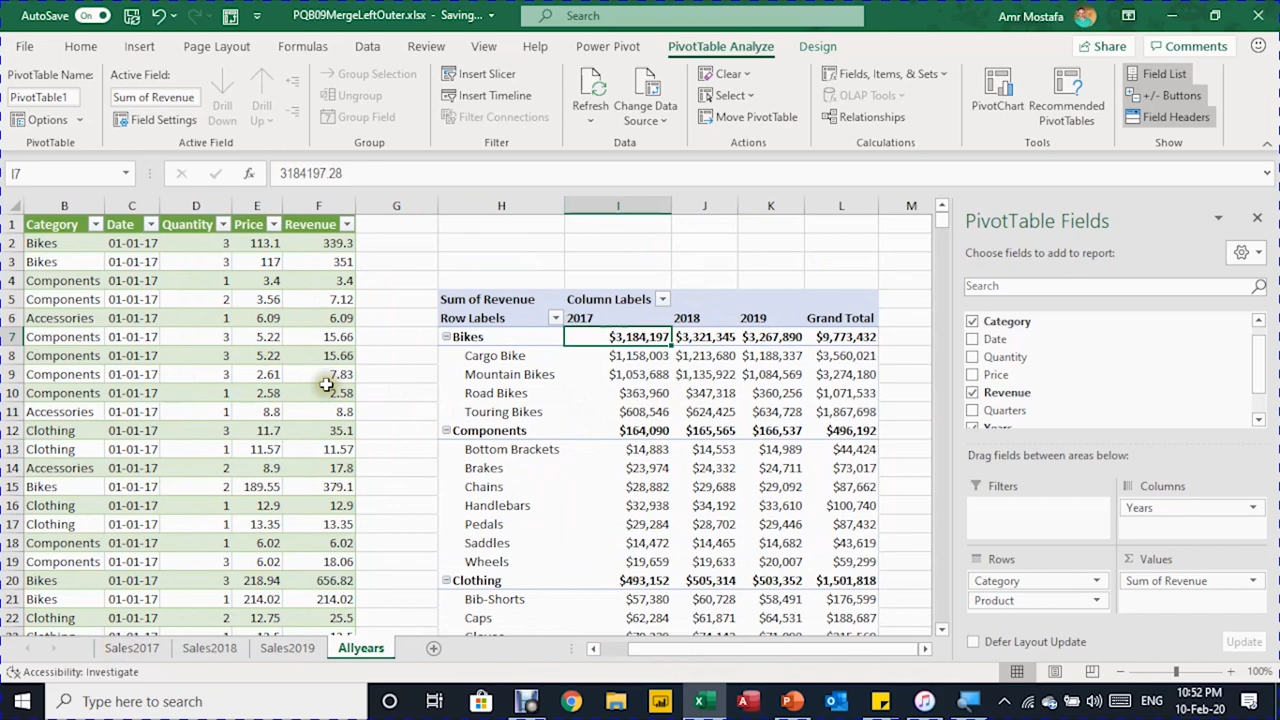 AutoSave On PQB09MergeLeftOuter.xlsx - Saving... Search Amr Mostafa
File Home Insert Page Layout Formulas Data Review View Help Power Pivot PivotTable Analyze Design Share Comments
PivotTable Name: Active Field: Group Selection Insert Slicer Clear Fields, Items, & Sets Field List
PivotTable1 Sum of Revenue Drill Down Drill Up Ungroup Insert Timeline Refresh Change Data Source Select OLAP Tools PivotChart Recommended PivotTables +/- Buttons
Options Field Settings Group Field Filter Connections Move PivotTable Relationships Field Headers
PivotTable Active Field Group Filter Data Actions Calculations Tools Show
I7 fx 3184197.28
B C D E F G H I J K L M
1 Category Date Quantity Price Revenue
2 Bikes 01-01-17 3 113.1 339.3
3 Bikes 01-01-17 3 117 351
4 Components 01-01-17 1 3.4 3.4
5 Components 01-01-17 2 3.56 7.12 Sum of Revenue Column Labels
6 Accessories 01-01-17 1 6.09 6.09 Row Labels 2017 2018 2019 Grand Total
7 Components 01-01-17 3 5.22 15.66 Bikes $3,184,197 $3,321,345 $3,267,890 $9,773,432
8 Components 01-01-17 3 5.22 15.66 Cargo Bike $1,158,003 $1,213,680 $1,188,337 $3,560,021
9 Components 01-01-17 3 2.61 7.83 Mountain Bikes $1,053,688 $1,135,922 $1,084,569 $3,274,180
10 Components 01-01-17 1 2.58 2.58 Road Bikes $363,960 $347,318 $360,256 $1,071,533
11 Accessories 01-01-17 1 8.8 8.8 Touring Bikes $608,546 $624,425 $634,728 $1,867,698
12 Clothing 01-01-17 3 11.7 35.1 Components $164,090 $165,565 $166,537 $496,192
13 Clothing 01-01-17 1 11.57 11.57 Bottom Brackets $14,883 $14,553 $14,989 $44,424
14 Accessories 01-01-17 2 8.9 17.8 Brakes $23,974 $24,332 $24,711 $73,017
15 Bikes 01-01-17 2 189.55 379.1 Chains $28,882 $29,688 $29,092 $87,662
16 Clothing 01-01-17 1 12.9 12.9 Handlebars $32,938 $34,192 $33,610 $100,740
17 Clothing 01-01-17 1 13.35 13.35 Pedals $29,284 $28,702 $29,446 $87,432
18 Components 01-01-17 1 6.02 6.02 Saddles $14,472 $14,465 $14,682 $43,619
19 Components 01-01-17 3 6.02 18.06 Wheels $19,659 $19,633 $20,007 $59,299
20 Bikes 01-01-17 3 218.94 656.82 Clothing $493,152 $505,314 $503,352 $1,501,818
21 Bikes 01-01-17 1 214.02 214.02 Bib-Shorts $57,380 $60,728 $58,491 $176,599
22 Clothing 01-01-17 2 12.75 25.5 Caps $62,284 $61,871 $64,531 $188,687
PivotTable Fields
Choose fields to add to report:
Search
Category
Date
Quantity
Price
Revenue
Quarters
Years
Drag fields between areas below:
Filters Columns
Years
Rows Σ Values
Category Sum of Revenue
Product
Defer Layout Update Update
Sales2017 Sales2018 Sales2019 Allyears
Accessibility: Investigate 100%
Type here to search ENG 10:52 PM 10-Feb-20